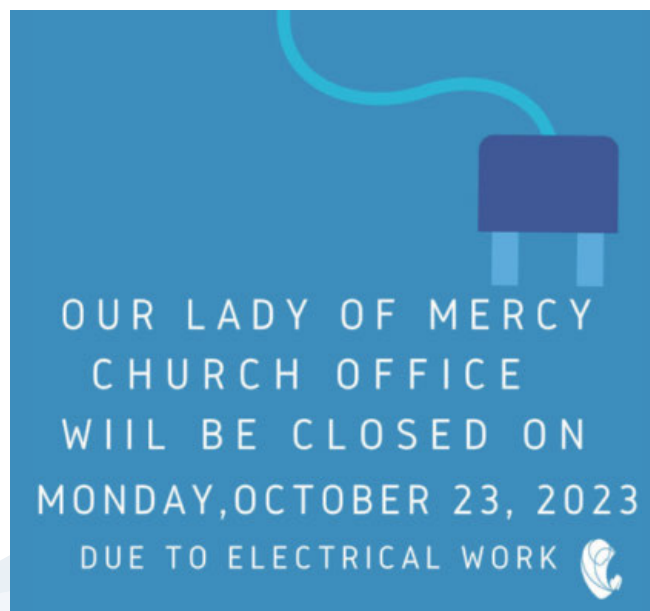 OUR LADY OF MERCY
CHURCH OFFICE
WIIL BE CLOSED ON
MONDAY,OCTOBER 23, 2023
DUE TO ELECTRICAL WORK